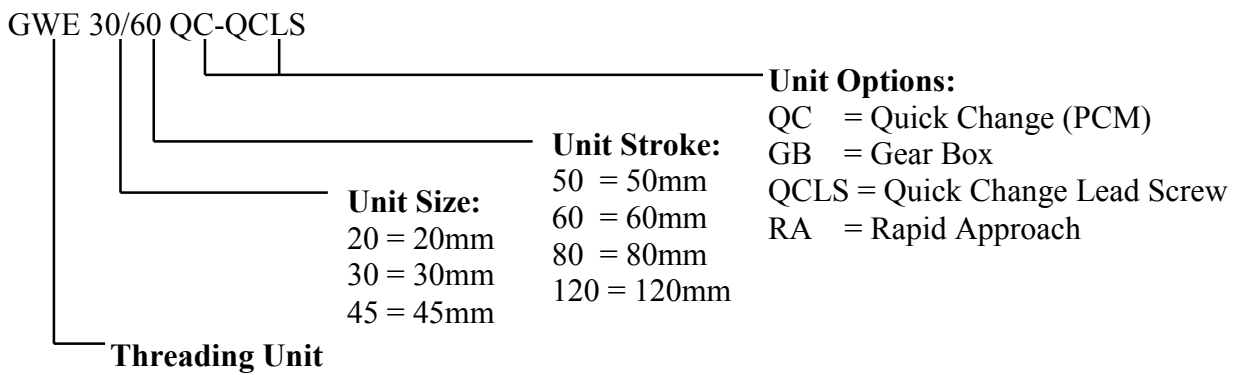 GWE 30/60 QC-QCLS
Unit Options:
QC = Quick Change (PCM)
GB = Gear Box
QCLS = Quick Change Lead Screw
RA = Rapid Approach
Unit Stroke:
50 = 50mm
60 = 60mm
80 = 80mm
120 = 120mm
Unit Size:
20 = 20mm
30 = 30mm
45 = 45mm
Threading Unit